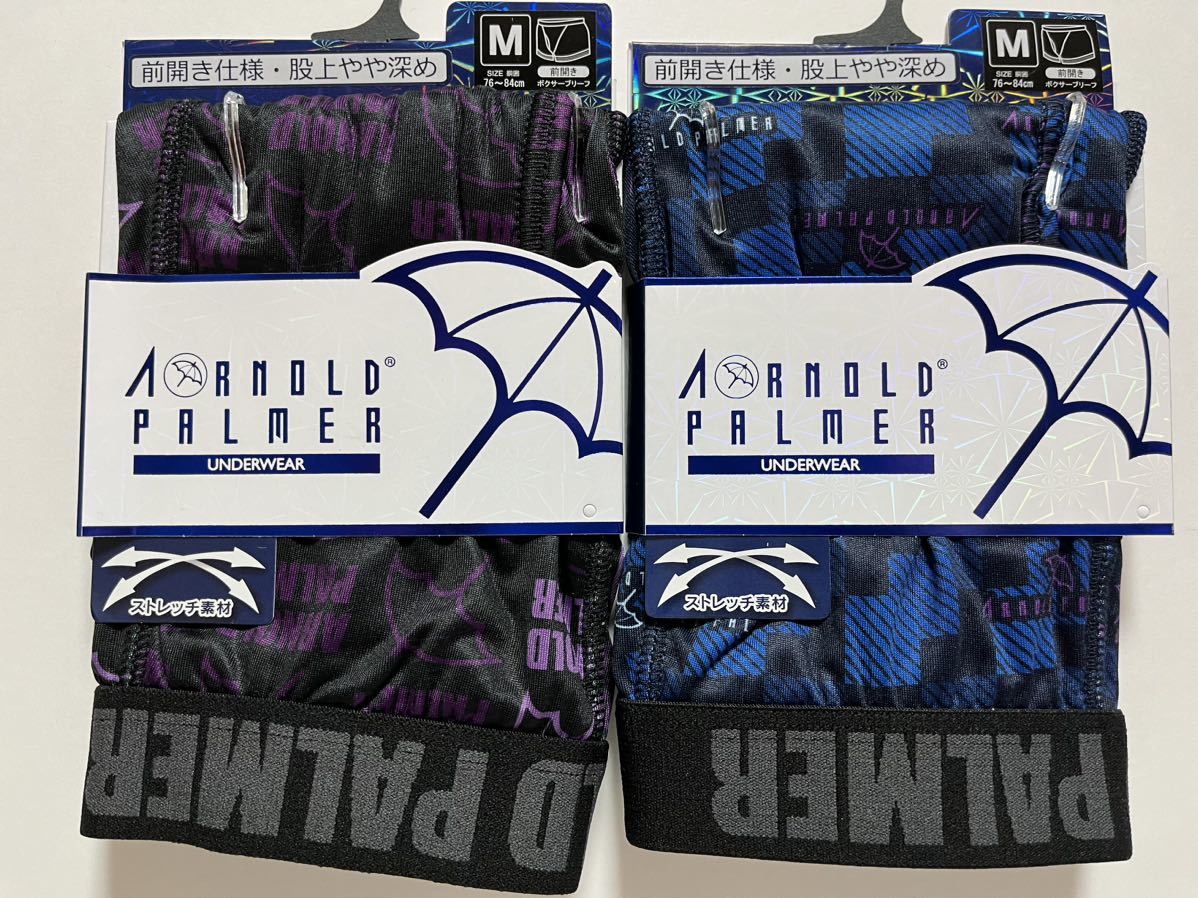 前開き仕様・股上やや深め
M
SIZE 胴囲
76～84cm
前開き
ボクサーブリーフ
ARNOLD®
PALMER
UNDERWEAR
ストレッチ素材
D PALMER
前開き仕様・股上やや深め
M
SIZE 胴囲
76～84cm
前開き
ボクサーブリーフ
LD PALMER
ARNOLD PALME
ARNOLD®
PALMER
UNDERWEAR
ストレッチ素材
PALMER